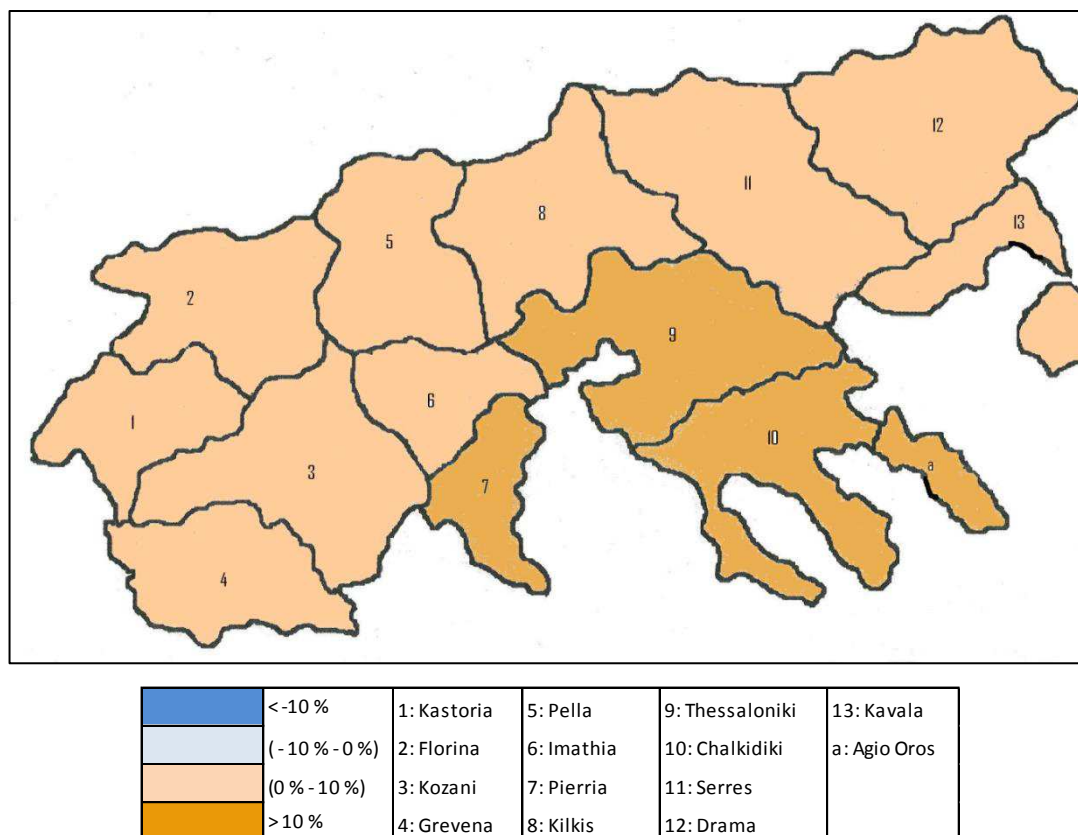 12
11
13
8
5
2
9
6
1
10
3
a
7
4
< -10 % 1: Kastoria 5: Pella 9: Thessaloniki 13: Kavala
( - 10 % - 0 %) 2: Florina 6: Imathia 10: Chalkidiki a: Agio Oros
(0 % - 10 %) 3: Kozani 7: Pierria 11: Serres
> 10 % 4: Grevena 8: Kilkis 12: Drama